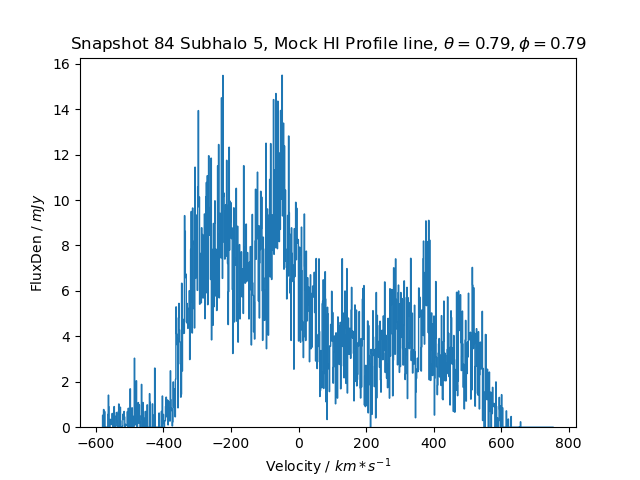 Snapshot 84 Subhalo 5, Mock HI Profile line, θ = 0.79, ϕ = 0.79
FluxDen / mJy
16
14
12
10
8
6
4
2
0
−600 −400 −200 0 200 400 600 800
Velocity / km * s⁻¹